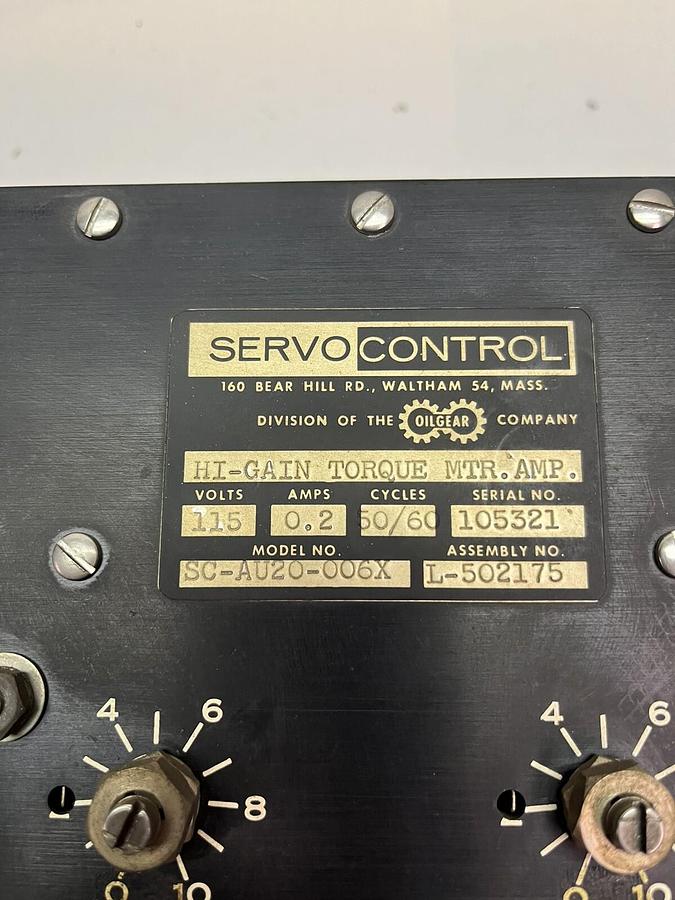 SERVO CONTROL
160 BEAR HILL RD., WALTHAM 54, MASS.
DIVISION OF THE OILGEAR COMPANY
HI-GAIN TORQUE MTR.AMP.
VOLTS AMPS CYCLES SERIAL NO.
115 0.2 50/60 105321
MODEL NO. ASSEMBLY NO.
SC-AU20-006X L-502175
4 6 4 6
8
0 10 0 10